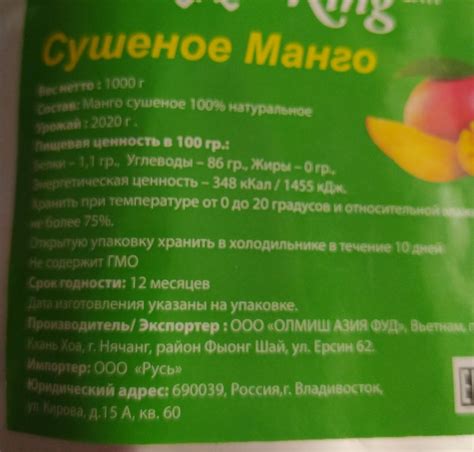 King
Сушеное Манго
Вес нетто : 1000 г
Состав: Манго сушеное 100% натуральное
Урожай : 2020 г .
Пищевая ценность в 100 гр.:
Белки – 1,1 гр., Углеводы – 86 гр., Жиры – 0 гр.,
Энергетическая ценность – 348 кКал / 1455 кДж.
Хранить при температуре от 0 до 20 градусов и относительной
не более 75%.
Открытую упаковку хранить в холодильнике в течение 10 дней
Не содержит ГМО
Срок годности: 12 месяцев
Дата изготовления указаны на упаковке.
Производитель/ Экспортер : ООО «ОЛМИШ АЗИЯ ФУД», Вьетнам,
Кхань Хоа, г. Нячанг, район Фыонг Шай, ул. Ерсин 62.
Импортер: ООО «Русь»
Юридический адрес: 690039, Россия,г. Владивосток,
ул Кирова, д.15 А, кв. 60